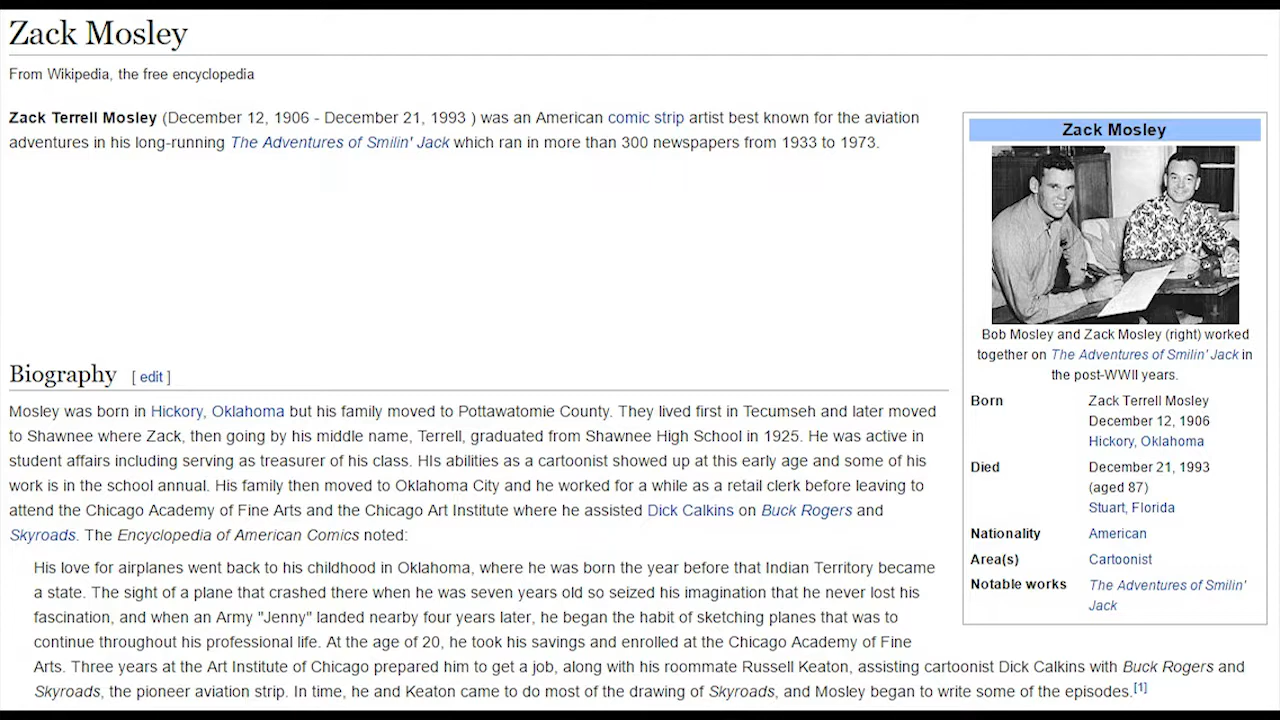 Zack Mosley
From Wikipedia, the free encyclopedia
Zack Terrell Mosley (December 12, 1906 - December 21, 1993 ) was an American comic strip artist best known for the aviation
adventures in his long-running The Adventures of Smilin' Jack which ran in more than 300 newspapers from 1933 to 1973.
Biography [ edit ]
Mosley was born in Hickory, Oklahoma but his family moved to Pottawatomie County. They lived first in Tecumseh and later moved
to Shawnee where Zack, then going by his middle name, Terrell, graduated from Shawnee High School in 1925. He was active in
student affairs including serving as treasurer of his class. HIs abilities as a cartoonist showed up at this early age and some of his
work is in the school annual. His family then moved to Oklahoma City and he worked for a while as a retail clerk before leaving to
attend the Chicago Academy of Fine Arts and the Chicago Art Institute where he assisted Dick Calkins on Buck Rogers and
Skyroads. The Encyclopedia of American Comics noted:
His love for airplanes went back to his childhood in Oklahoma, where he was born the year before that Indian Territory became
a state. The sight of a plane that crashed there when he was seven years old so seized his imagination that he never lost his
fascination, and when an Army "Jenny" landed nearby four years later, he began the habit of sketching planes that was to
continue throughout his professional life. At the age of 20, he took his savings and enrolled at the Chicago Academy of Fine
Arts. Three years at the Art Institute of Chicago prepared him to get a job, along with his roommate Russell Keaton, assisting cartoonist Dick Calkins with Buck Rogers and
Skyroads, the pioneer aviation strip. In time, he and Keaton came to do most of the drawing of Skyroads, and Mosley began to write some of the episodes.[1]
Zack Mosley
Bob Mosley and Zack Mosley (right) worked
together on The Adventures of Smilin' Jack in
the post-WWII years.
Born Zack Terrell Mosley
December 12, 1906
Hickory, Oklahoma
Died December 21, 1993
(aged 87)
Stuart, Florida
Nationality American
Area(s) Cartoonist
Notable works The Adventures of Smilin'
Jack